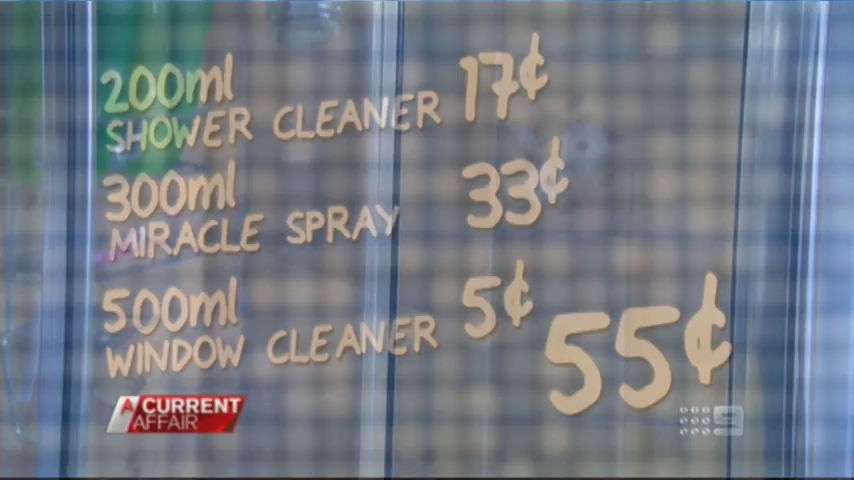 200ml
SHOWER CLEANER 17¢
300ml
MIRACLE SPRAY 33¢
500ml
WINDOW CLEANER 5¢
55¢
A CURRENT
AFFAIR
9